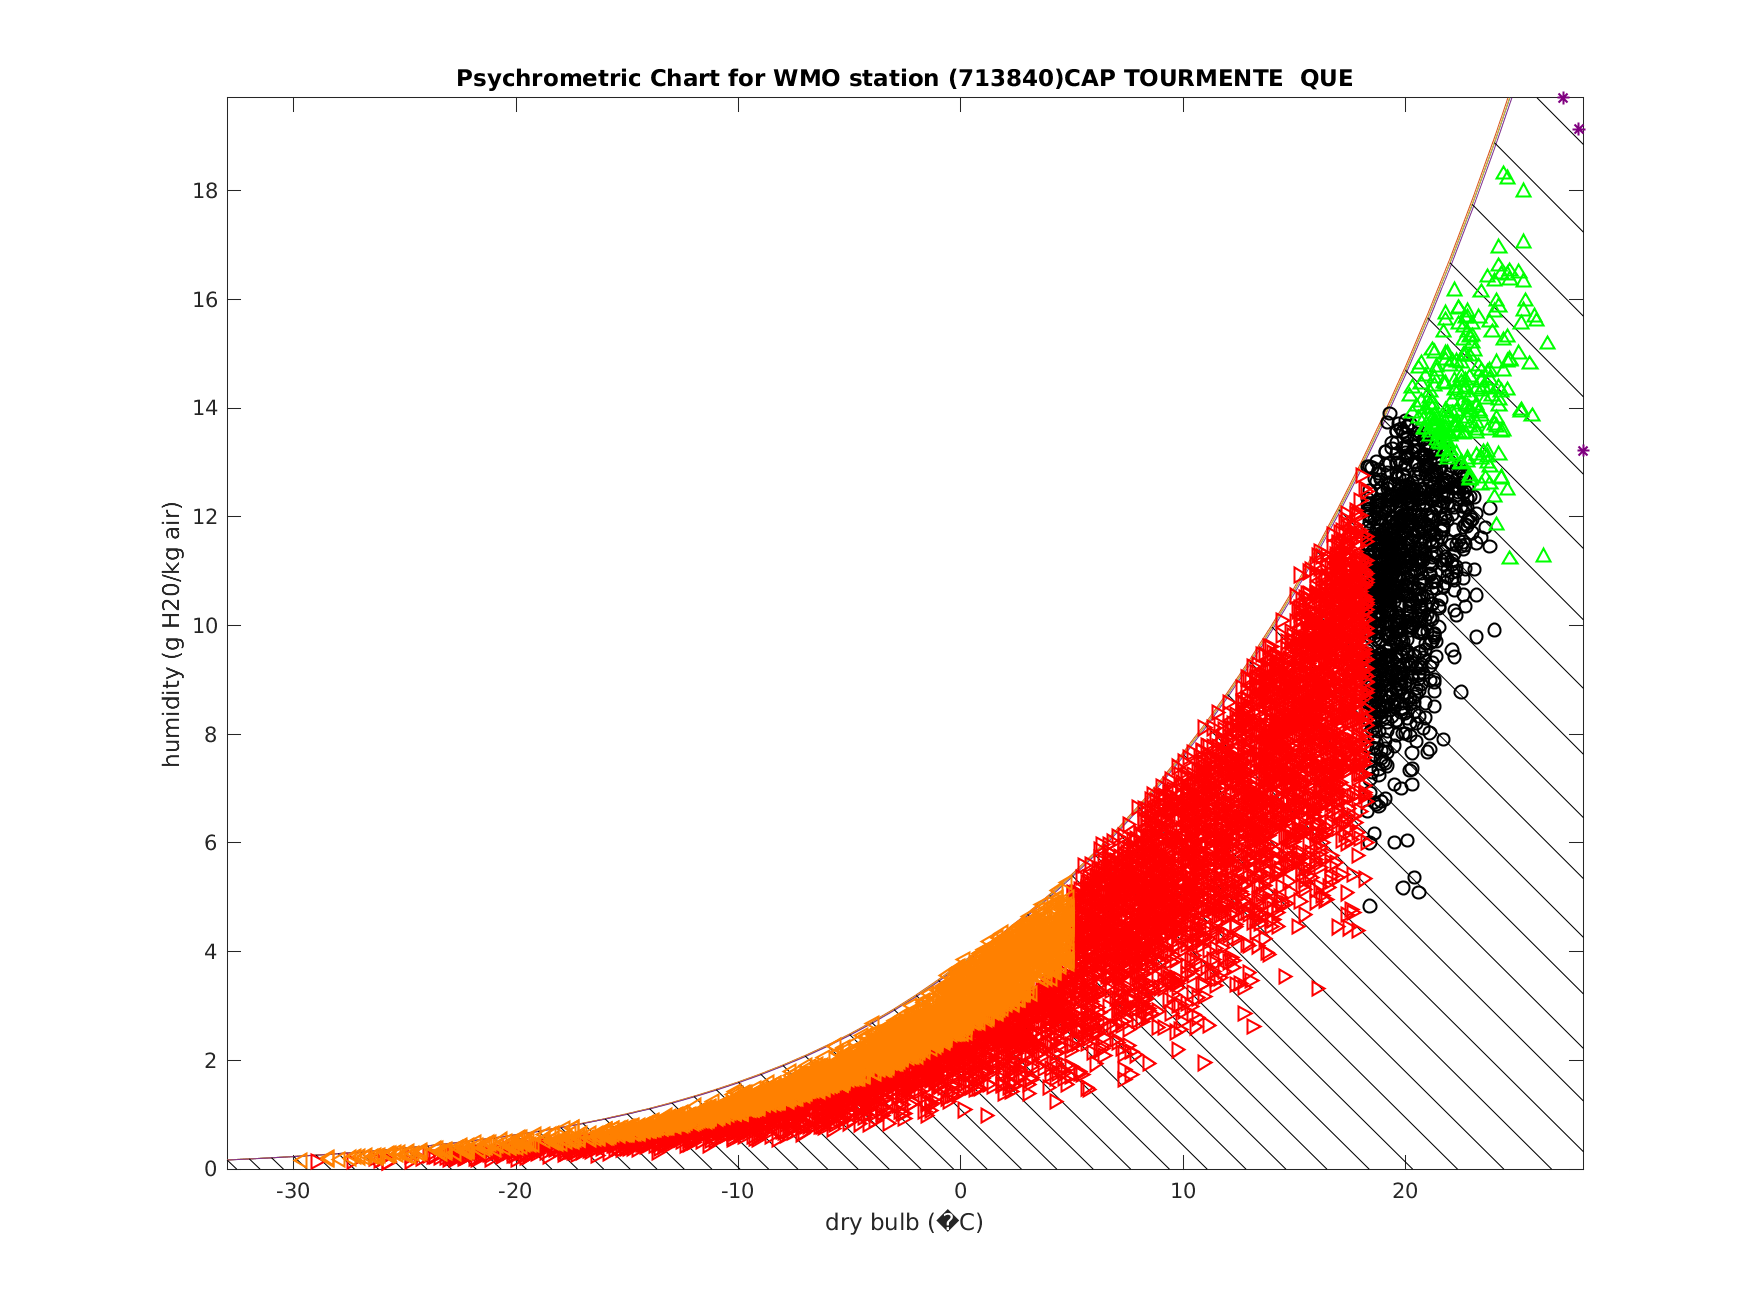 Psychrometric Chart for WMO station (713840)CAP TOURMENTE  QUE
18
16
14
12
10
8
6
4
2
0
humidity (g H20/kg air)
-30 -20 -10 0 10 20
dry bulb (�C)